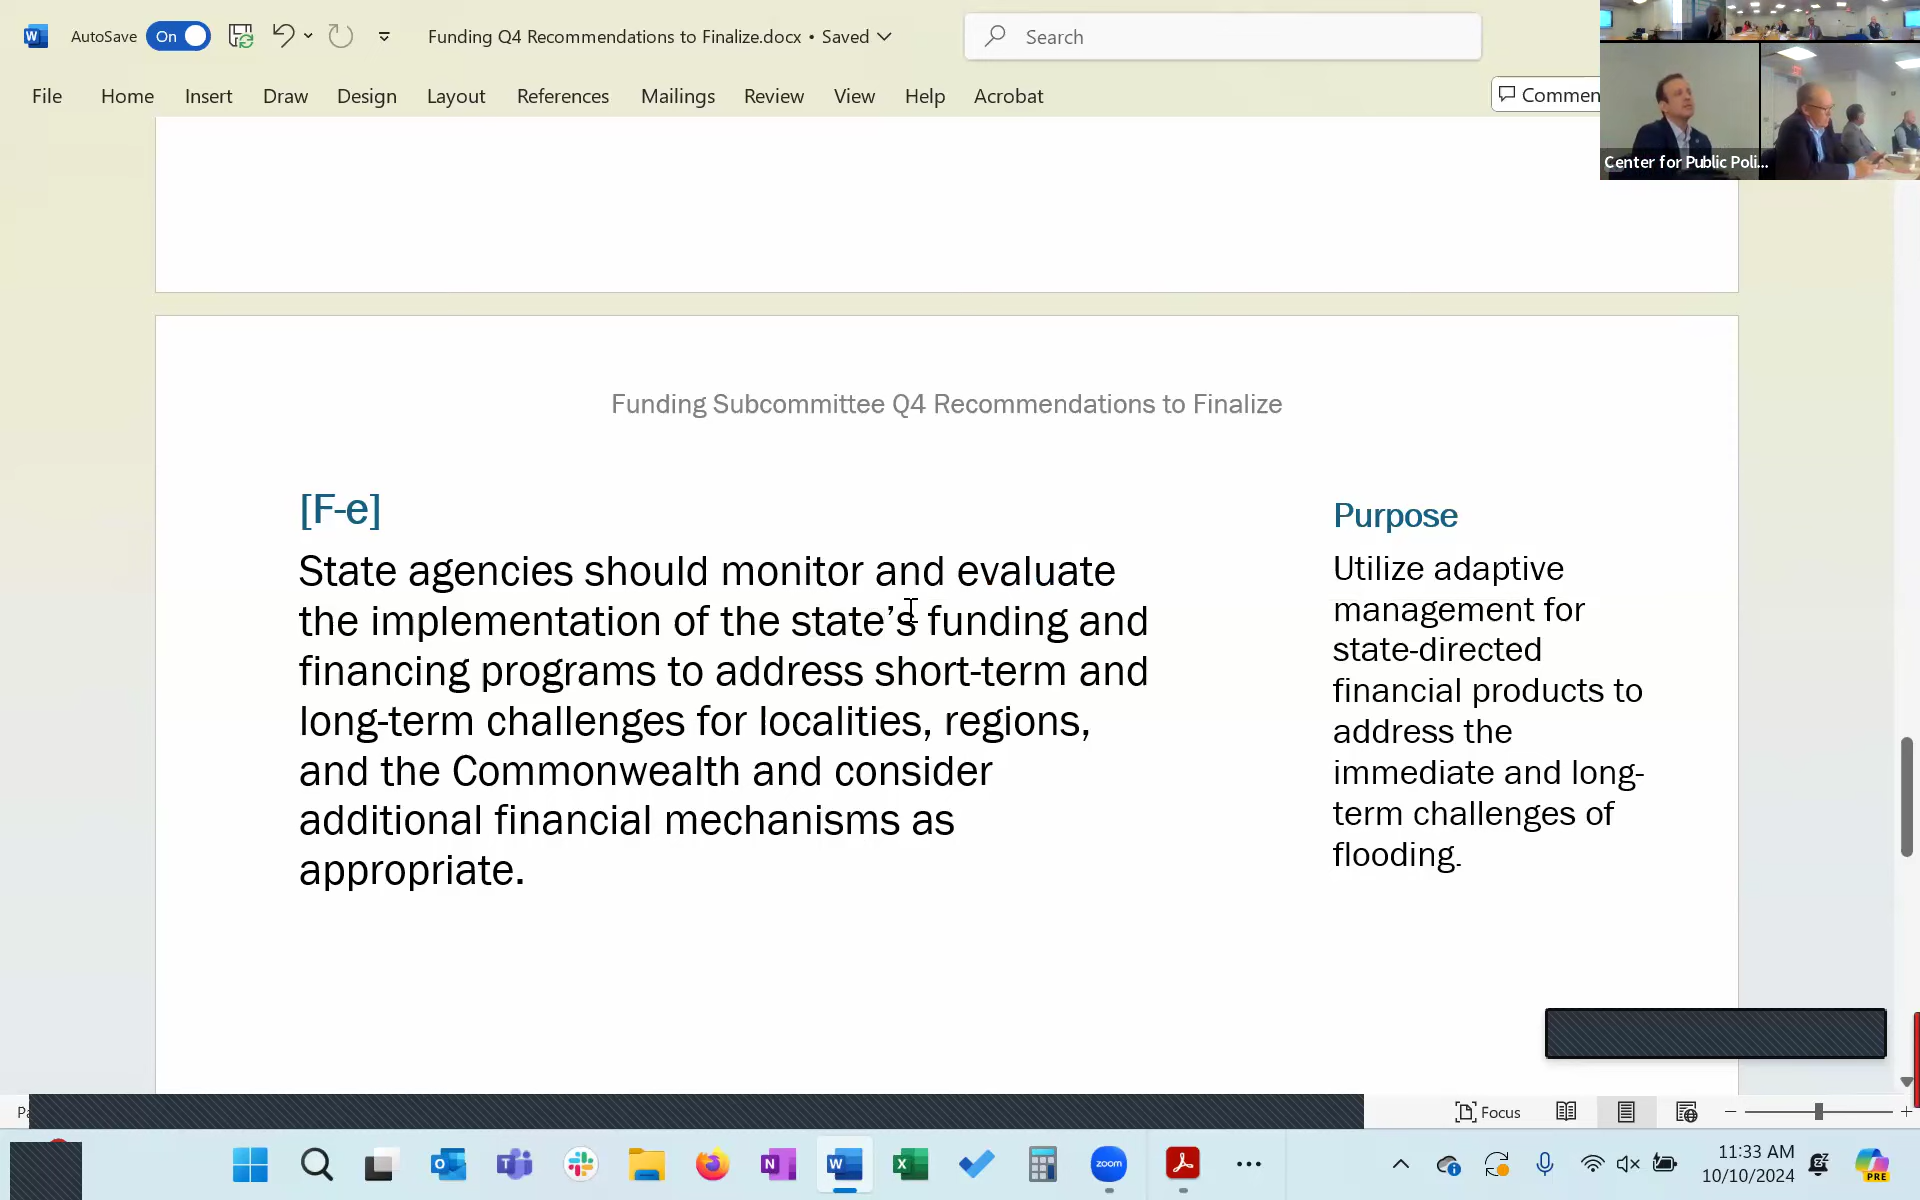 AutoSave On Funding Q4 Recommendations to Finalize.docx • Saved Search
File Home Insert Draw Design Layout References Mailings Review View Help Acrobat Commen
Center for Public Poli...
Funding Subcommittee Q4 Recommendations to Finalize
[F-e]
State agencies should monitor and evaluate
the implementation of the state’s funding and
financing programs to address short-term and
long-term challenges for localities, regions,
and the Commonwealth and consider
additional financial mechanisms as
appropriate.
Purpose
Utilize adaptive
management for
state-directed
financial products to
address the
immediate and long-
term challenges of
flooding.
Focus
zoom
11:33 AM
10/10/2024
PRE